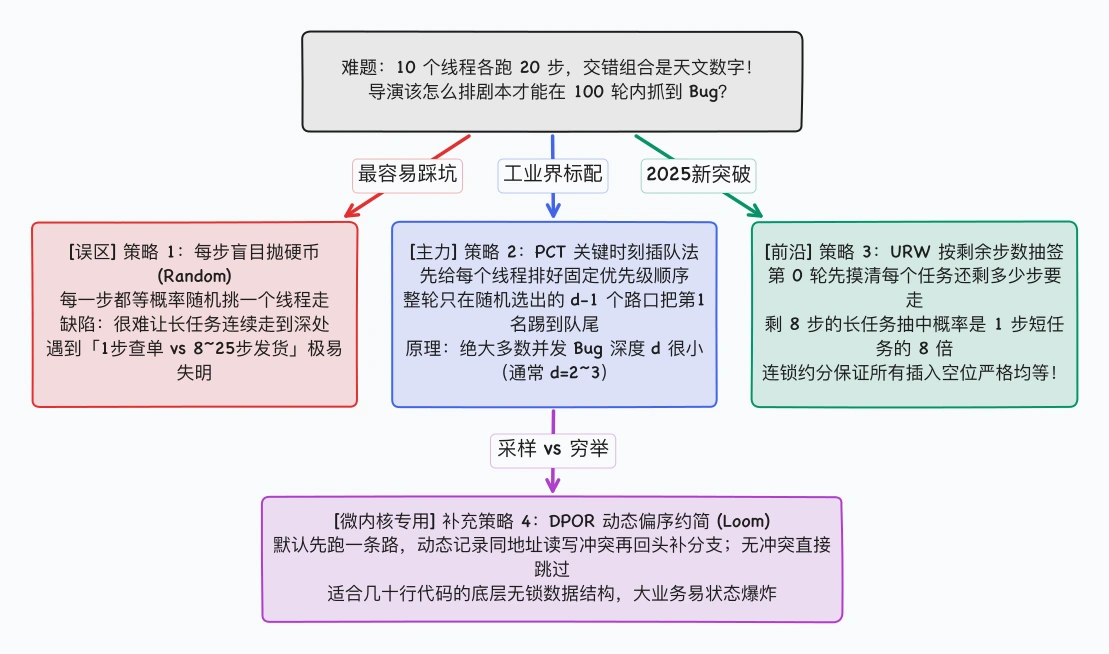 难题：10 个线程各跑 20 步，交错组合是天文数字！
导演该怎么排剧本才能在 100 轮内抓到 Bug？
最容易踩坑
工业界标配
2025新突破
[误区] 策略 1：每步盲目抛硬币
(Random)
每一步都等概率随机挑一个线程走
缺陷：很难让长任务连续走到深处
遇到「1步查单 vs 8~25步发货」极易
失明
[主力] 策略 2：PCT 关键时刻插队法
先给每个线程排好固定优先级顺序
整轮只在随机选出的 d-1 个路口把第1
名踢到队尾
原理：绝大多数并发 Bug 深度 d 很小
（通常 d=2~3）
[前沿] 策略 3：URW 按剩余步数抽签
第 0 轮先摸清每个任务还剩多少步要
走
剩 8 步的长任务抽中概率是 1 步短任
务的 8 倍
连锁约分保证所有插入空位严格均等！
采样 vs 穷举
[微内核专用] 补充策略 4：DPOR 动态偏序约简 (Loom)
默认先跑一条路，动态记录同地址读写冲突再回头补分支；无冲突直接
跳过
适合几十行代码的底层无锁数据结构，大业务易状态爆炸